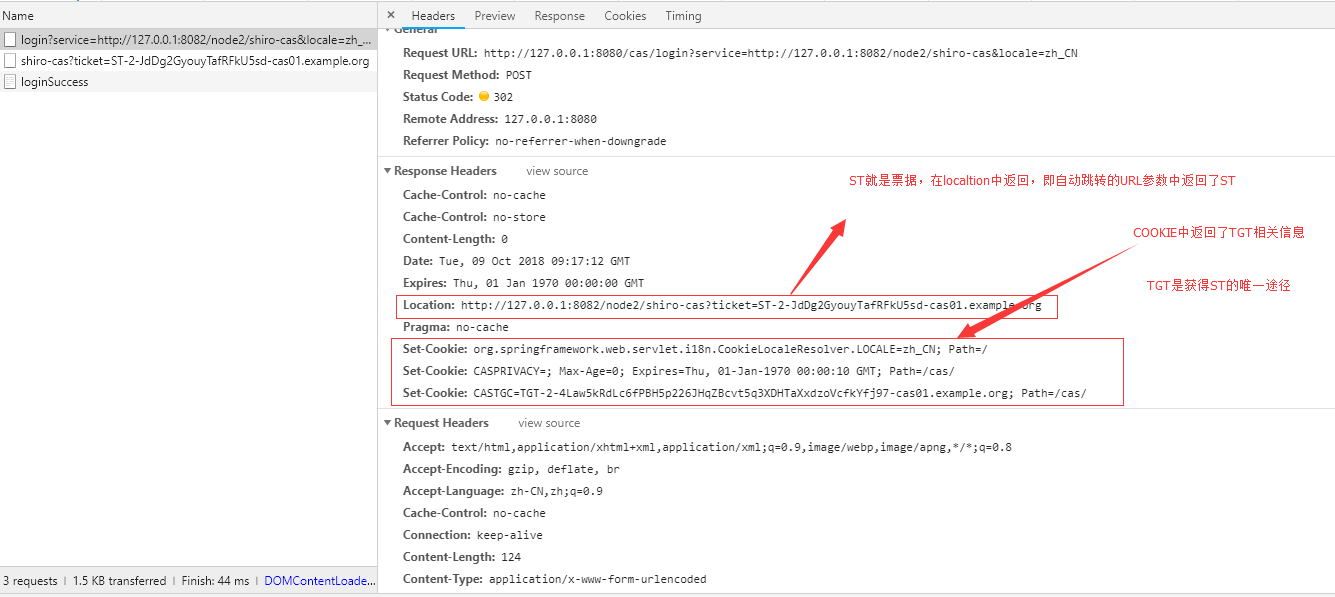 Name
× Headers Preview Response Cookies Timing
login?service=http://127.0.0.1:8082/node2/shiro-cas&locale=zh_...
shiro-cas?ticket=ST-2-JdDg2GyouyTafRFkU5sd-cas01.example.org
loginSuccess
General
Request URL: http://127.0.0.1:8080/cas/login?service=http://127.0.0.1:8082/node2/shiro-cas&locale=zh_CN
Request Method: POST
Status Code: 302
Remote Address: 127.0.0.1:8080
Referrer Policy: no-referrer-when-downgrade
Response Headers view source
ST就是票据，在localtion中返回，即自动跳转的URL参数中返回了ST
Cache-Control: no-cache
Cache-Control: no-store
COOKIE中返回了TGT相关信息
Content-Length: 0
Date: Tue, 09 Oct 2018 09:17:12 GMT
Expires: Thu, 01 Jan 1970 00:00:00 GMT
TGT是获得ST的唯一途径
Location: http://127.0.0.1:8082/node2/shiro-cas?ticket=ST-2-JdDg2GyouyTafRFkU5sd-cas01.example.org
Pragma: no-cache
Set-Cookie: org.springframework.web.servlet.i18n.CookieLocaleResolver.LOCALE=zh_CN; Path=/
Set-Cookie: CASPRIVACY=; Max-Age=0; Expires=Thu, 01-Jan-1970 00:00:10 GMT; Path=/cas/
Set-Cookie: CASTGC=TGT-2-4Law5kRdLc6fPBH5p226JHqZBcvt5q3XDHTaXxdzoVcfkYfj97-cas01.example.org; Path=/cas/
Request Headers view source
Accept: text/html,application/xhtml+xml,application/xml;q=0.9,image/webp,image/apng,*/*;q=0.8
Accept-Encoding: gzip, deflate, br
Accept-Language: zh-CN,zh;q=0.9
Cache-Control: no-cache
Connection: keep-alive
Content-Length: 124
Content-Type: application/x-www-form-urlencoded
3 requests | 1.5 KB transferred | Finish: 44 ms | DOMContentLoade...